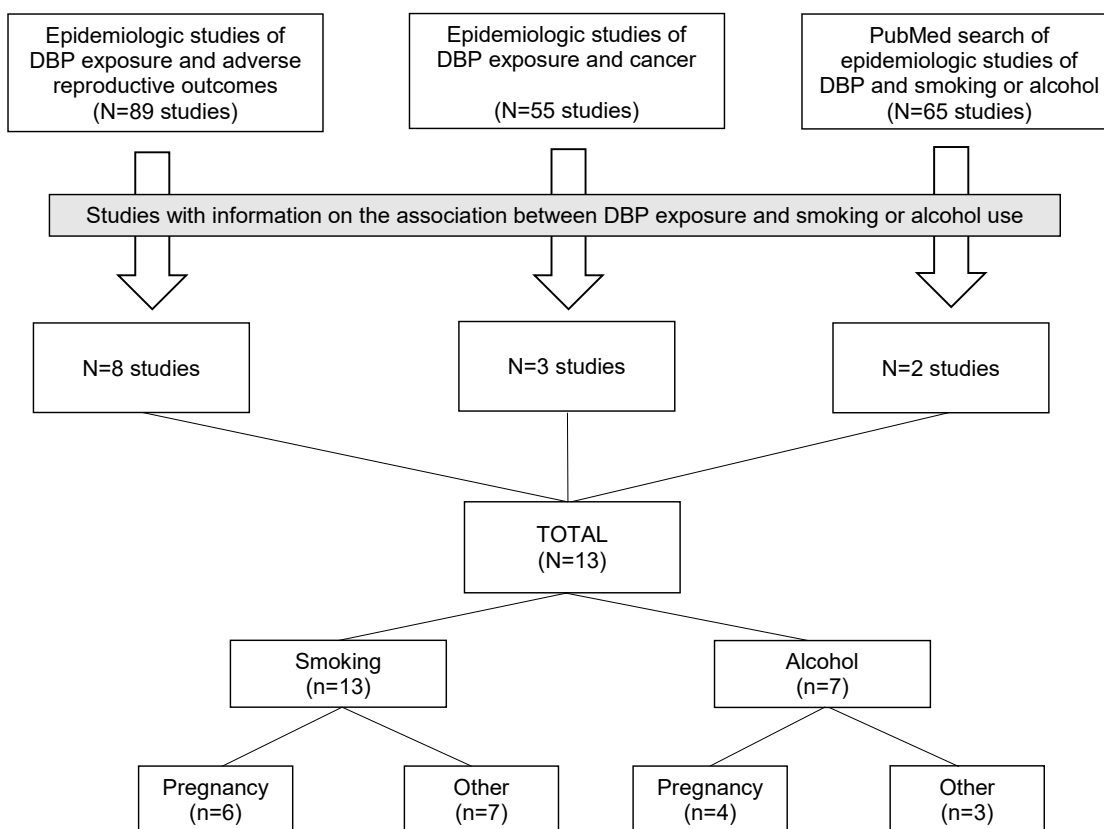 Epidemiologic studies of
DBP exposure and adverse
reproductive outcomes
(N=89 studies)
Epidemiologic studies of
DBP exposure and cancer
(N=55 studies)
PubMed search of
epidemiologic studies of
DBP and smoking or alcohol
(N=65 studies)
Studies with information on the association between DBP exposure and smoking or alcohol use
N=8 studies
N=3 studies
N=2 studies
TOTAL
(N=13)
Smoking
(n=13)
Alcohol
(n=7)
Pregnancy
(n=6)
Other
(n=7)
Pregnancy
(n=4)
Other
(n=3)